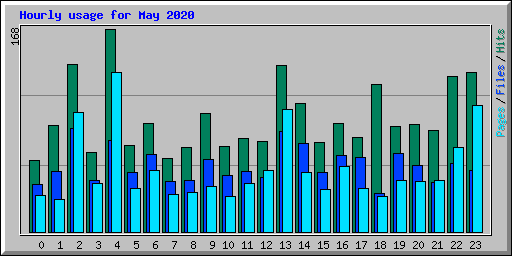 Hourly usage for May 2020
168
Pages/Files/Hits
0 1 2 3 4 5 6 7 8 9 10 11 12 13 14 15 16 17 18 19 20 21 22 23